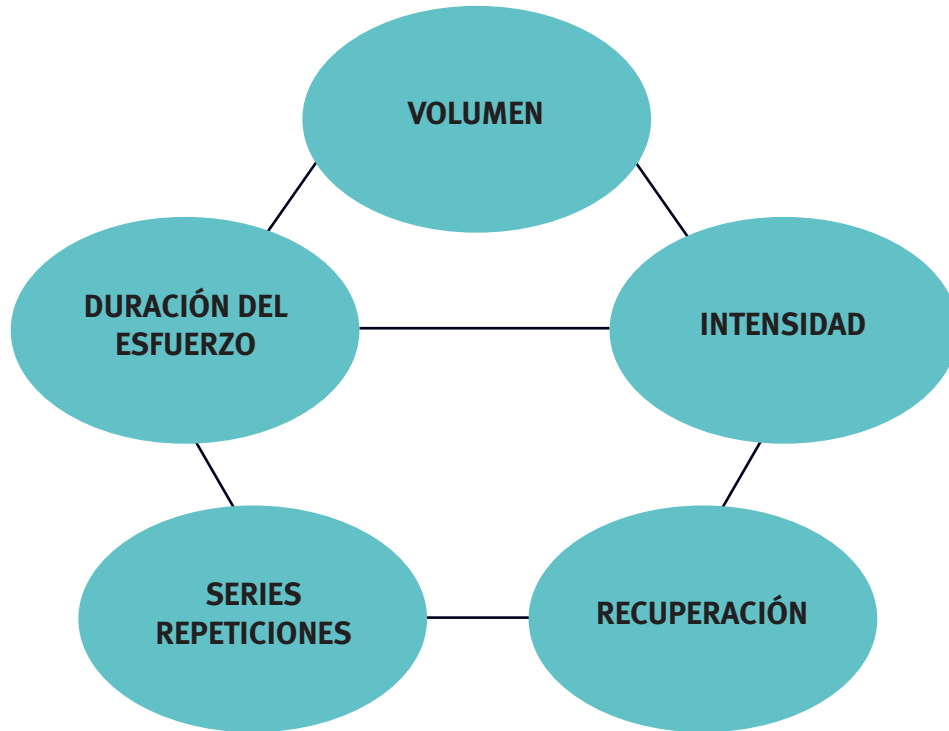 VOLUMEN
DURACIÓN DEL
ESFUERZO
INTENSIDAD
SERIES
REPETICIONES
RECUPERACIÓN